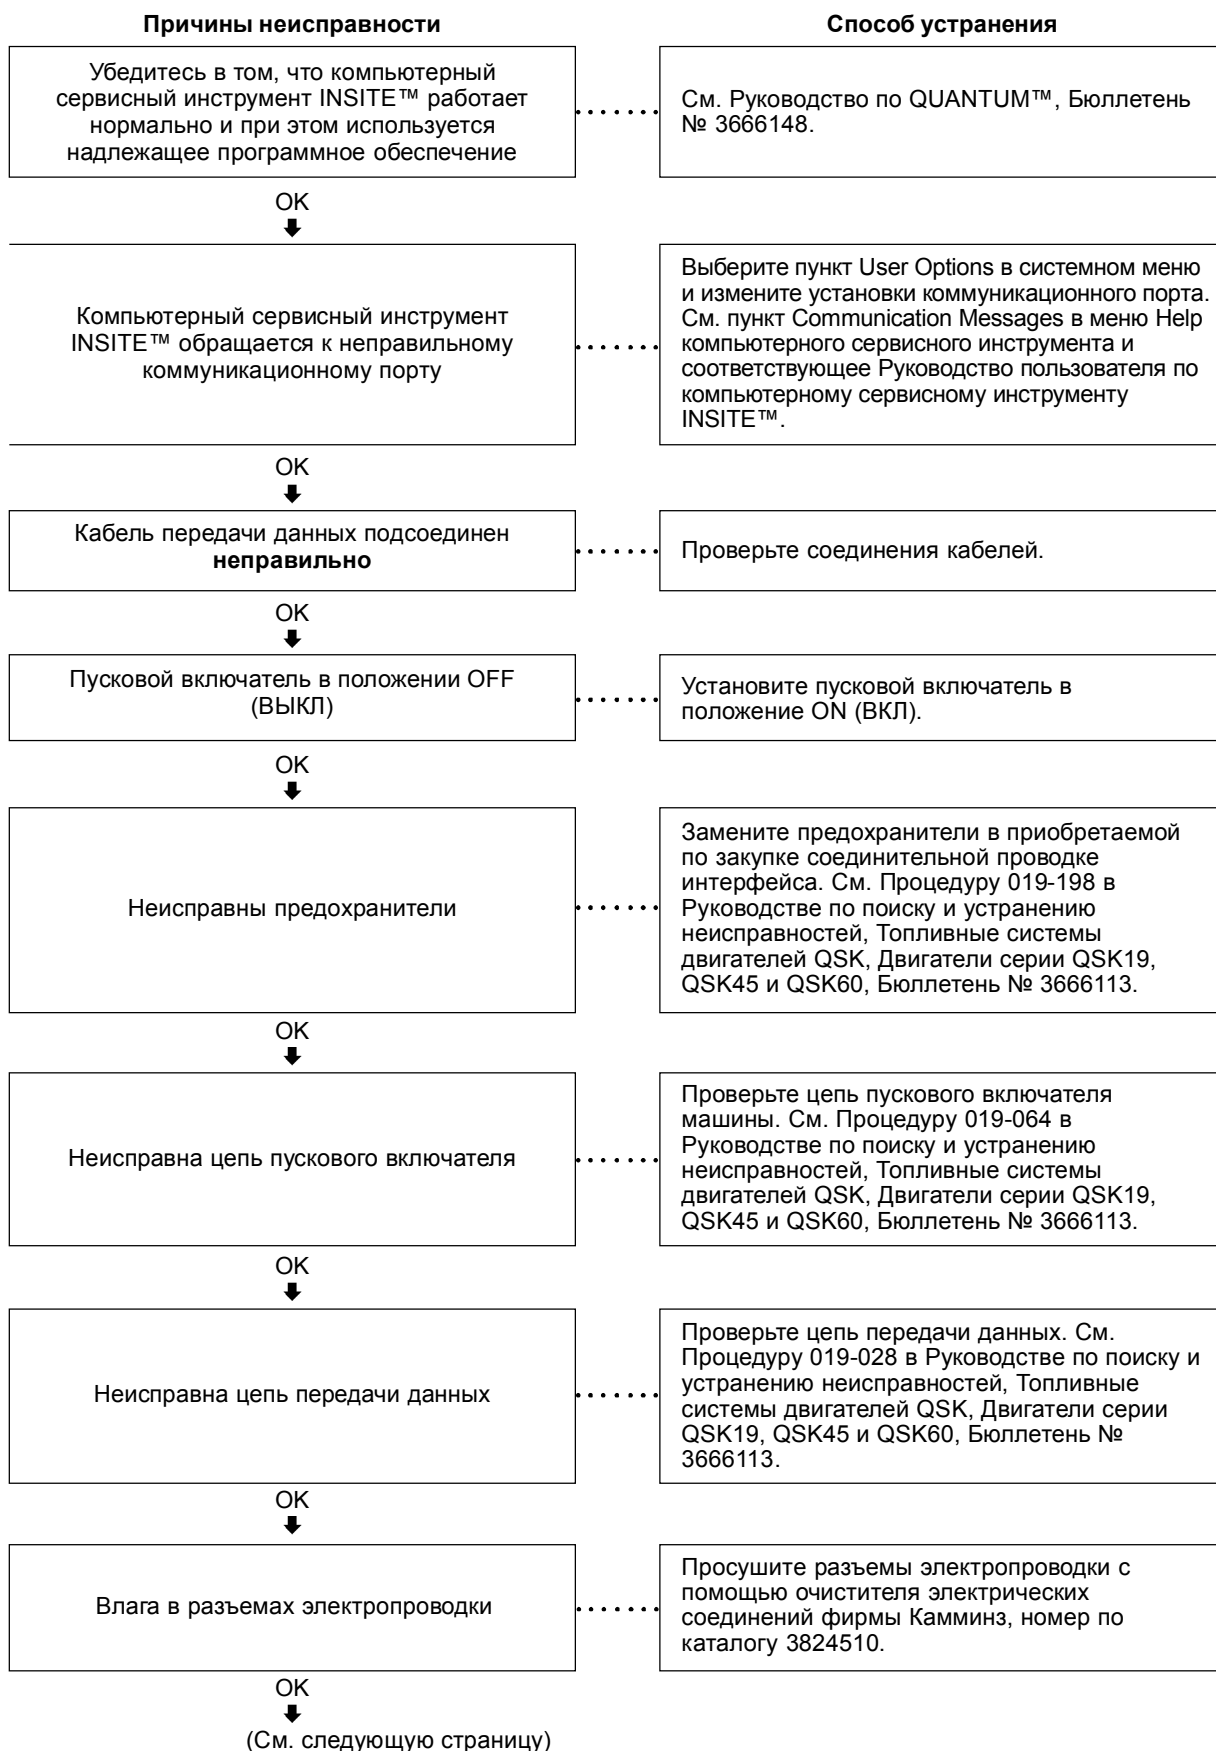 Причины неисправности
Способ устранения
Убедитесь в том, что компьютерный
сервисный инструмент INSITE™ работает
нормально и при этом используется
надлежащее программное обеспечение
См. Руководство по QUANTUM™, Бюллетень
№ 3666148.
OK
Компьютерный сервисный инструмент
INSITE™ обращается к неправильному
коммуникационному порту
Выберите пункт User Options в системном меню
и измените установки коммуникационного порта.
См. пункт Communication Messages в меню Help
компьютерного сервисного инструмента и
соответствующее Руководство пользователя по
компьютерному сервисному инструменту
INSITE™.
OK
Кабель передачи данных подсоединен
неправильно
Проверьте соединения кабелей.
OK
Пусковой включатель в положении OFF
(ВЫКЛ)
Установите пусковой включатель в
положение ON (ВКЛ).
OK
Неисправны предохранители
Замените предохранители в приобретаемой
по закупке соединительной проводке
интерфейса. См. Процедуру 019-198 в
Руководстве по поиску и устранению
неисправностей, Топливные системы
двигателей QSK, Двигатели серии QSK19,
QSK45 и QSK60, Бюллетень № 3666113.
OK
Неисправна цепь пускового включателя
Проверьте цепь пускового включателя
машины. См. Процедуру 019-064 в
Руководстве по поиску и устранению
неисправностей, Топливные системы
двигателей QSK, Двигатели серии QSK19,
QSK45 и QSK60, Бюллетень № 3666113.
OK
Неисправна цепь передачи данных
Проверьте цепь передачи данных. См.
Процедуру 019-028 в Руководстве по поиску и
устранению неисправностей, Топливные
системы двигателей QSK, Двигатели серии
QSK19, QSK45 и QSK60, Бюллетень №
3666113.
OK
Влага в разъемах электропроводки
Просушите разъемы электропроводки с
помощью очистителя электрических
соединений фирмы Камминз, номер по
каталогу 3824510.
OK
(См. следующую страницу)